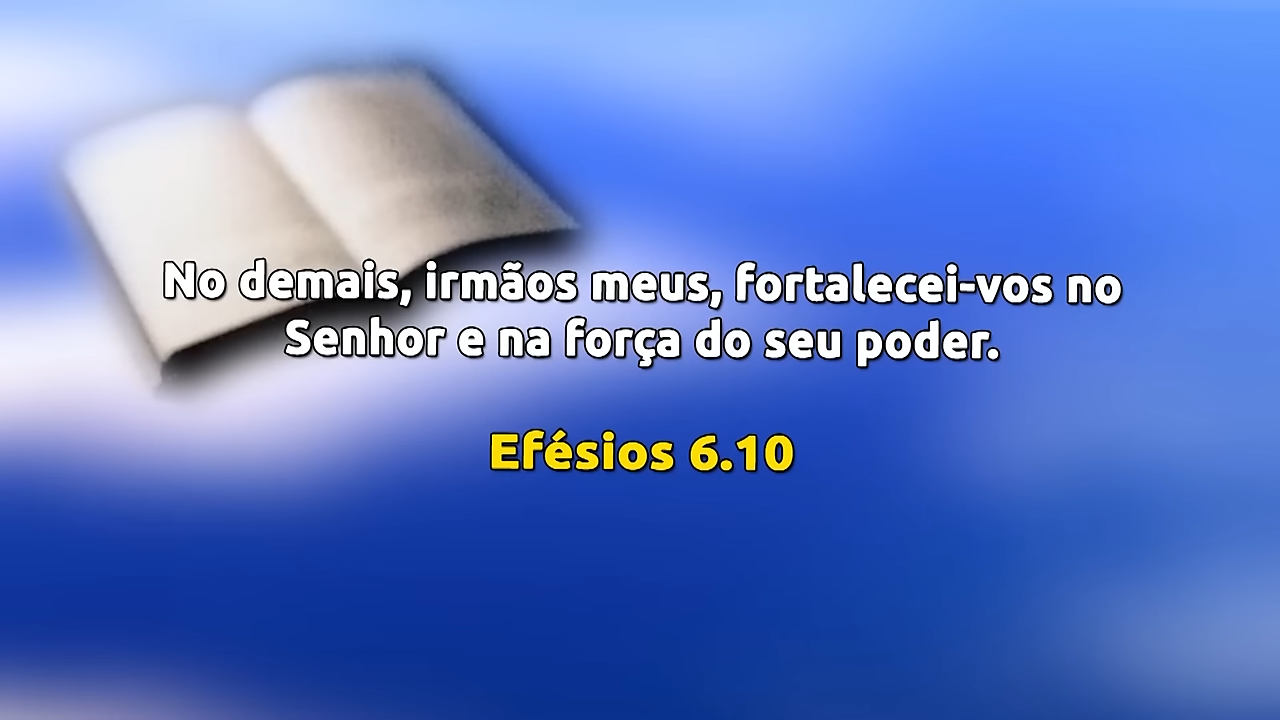 No demais, irmãos meus, fortalecei-vos no
Senhor e na força do seu poder.
Efésios 6.10